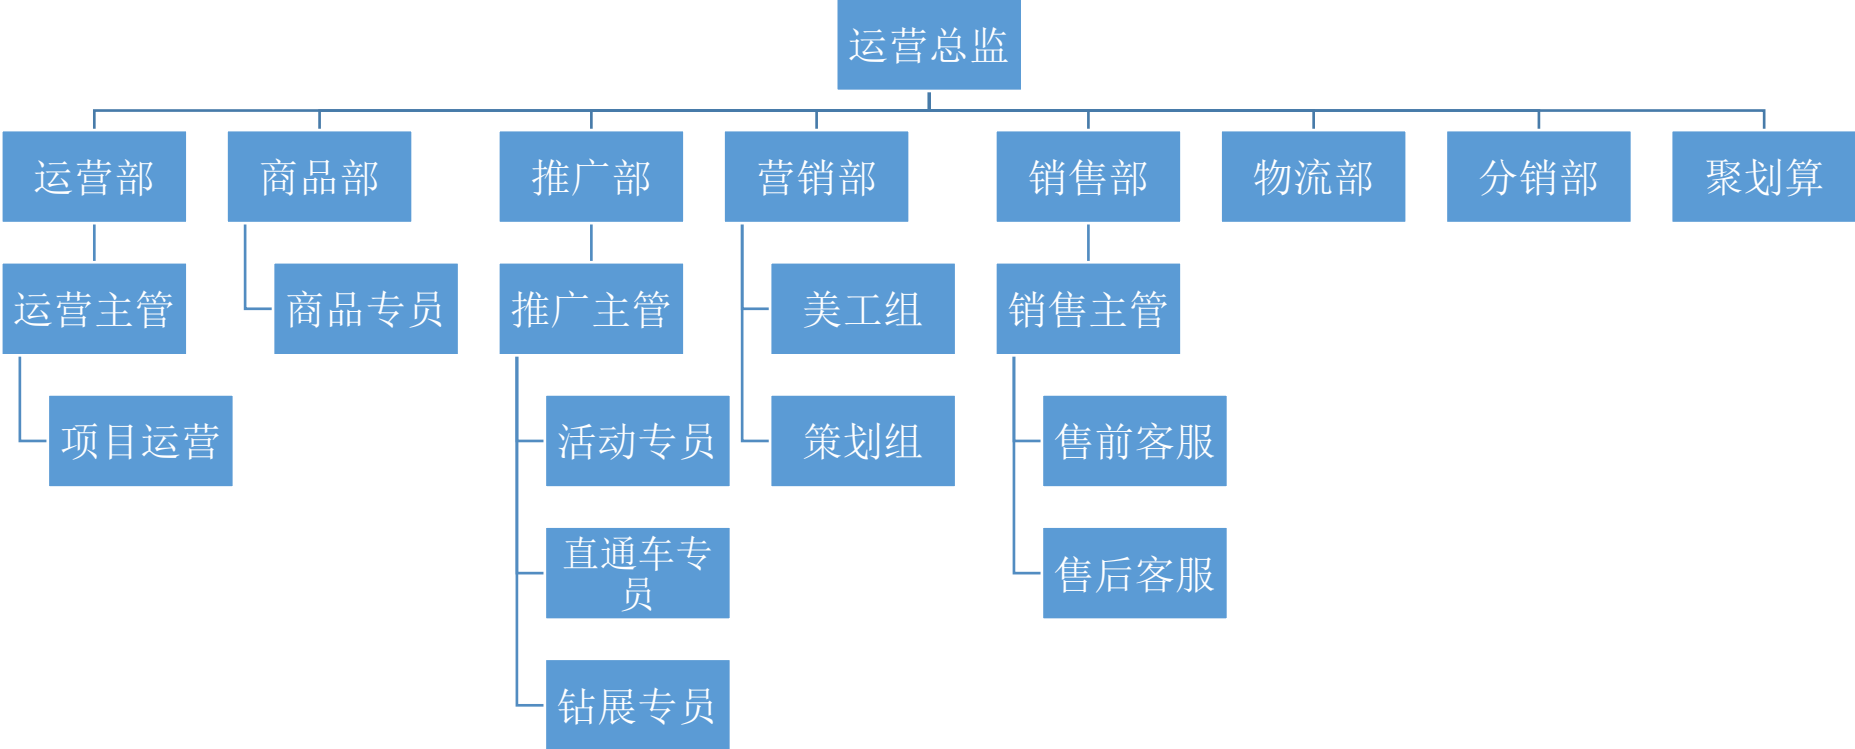 运营总监
运营部
商品部
推广部
营销部
销售部
物流部
分销部
聚划算
运营主管
商品专员
推广主管
美工组
销售主管
项目运营
活动专员
策划组
售前客服
直通车专
员
售后客服
钻展专员